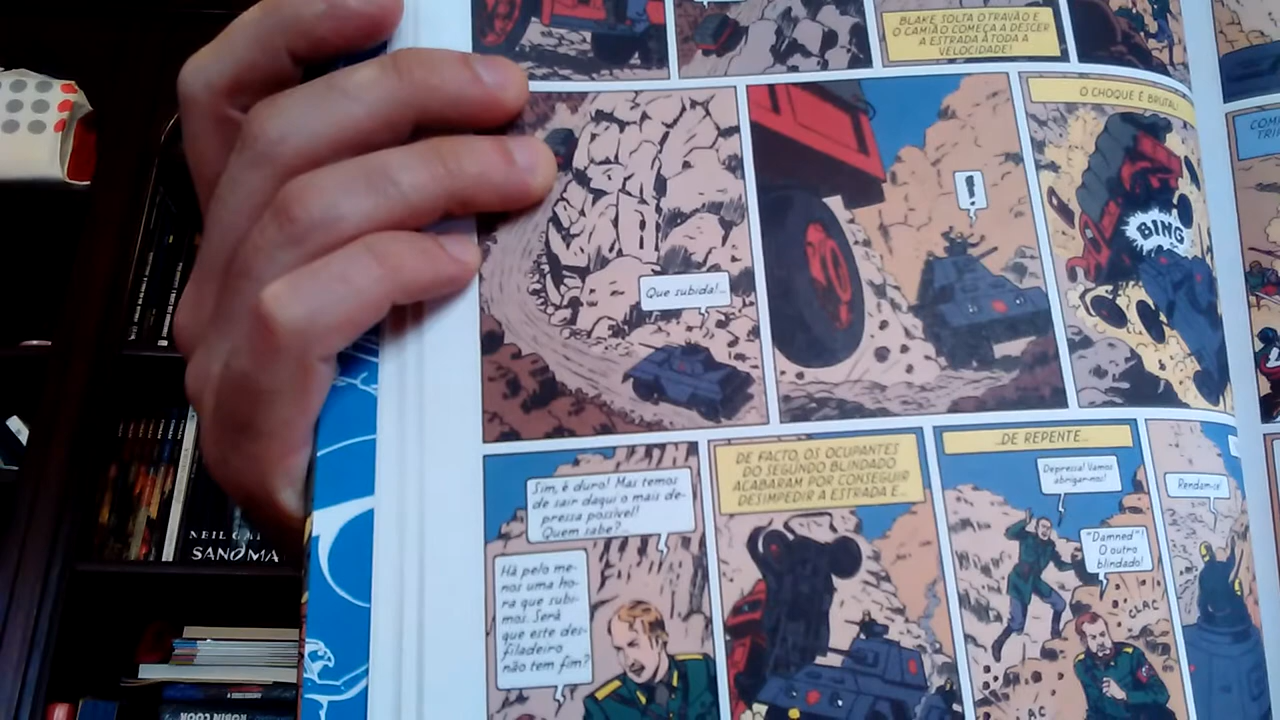 BLAKE SOLTA O TRAVÃO E
O CAMIÃO COMEÇA A DESCER
A ESTRADA A TODA A
VELOCIDADE!
Que subida!...
!
O CHOQUE É BRUTAL!
BING
Sim, é duro! Mas temos
de sair daqui o mais de-
pressa possível!
Quem sabe?...
Há pelo me-
nos uma ho-
ra que subi-
mos. Será
que este des-
filadeiro
não tem fim?
DE FACTO, OS OCUPANTES
DO SEGUNDO BLINDADO
ACABARAM POR CONSEGUIR
DESIMPEDIR A ESTRADA E...
...DE REPENTE...
Depressa! Vamos
abrigar-nos!
"Damned"!
O outro
blindado!
CLAC
Rendam-se!
NEIL
SANDMA
ROBIN COOK